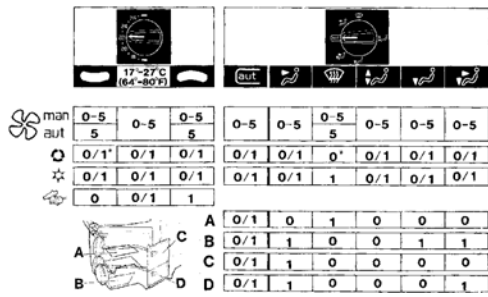 17°-27°C
(64°-80°F)
aut
man 0-5 0-5 0-5 0-5 0-5 0-5 0-5 0-5 0-5
aut 5 5 5
0/1* 0/1 0/1 0/1 0/1 0* 0/1 0/1 0/1
0/1 0/1 0/1 0/1 0/1 1 0/1 0/1 0/1
0 0/1 1
A 0/1 0 1 0 0 0
B 0/1 1 0 0 1 1
C 0/1 1 0 0 0 0
D 0/1 1 0 0 0 1
A
B
C
D